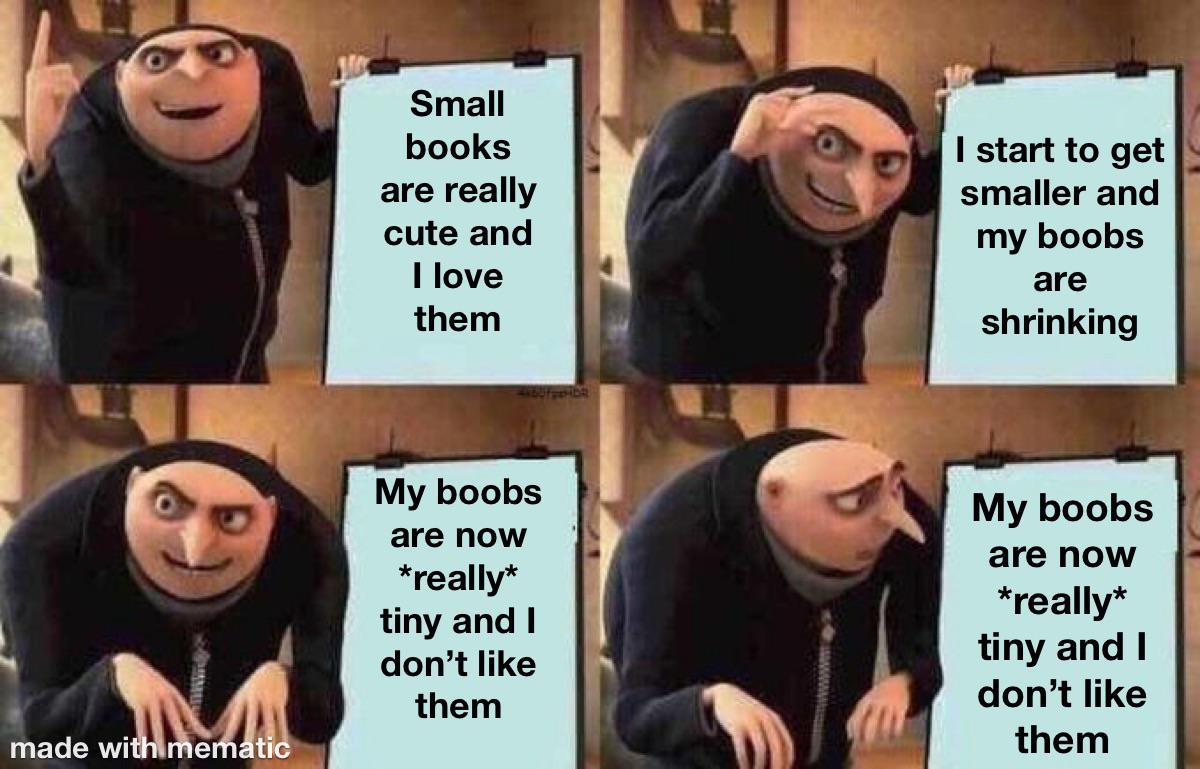 Small
books
are really
cute and
I love
them
I start to get
smaller and
my boobs
are
shrinking
My boobs
are now
*really*
tiny and I
don’t like
them
My boobs
are now
*really*
tiny and I
don’t like
them
made with mematic